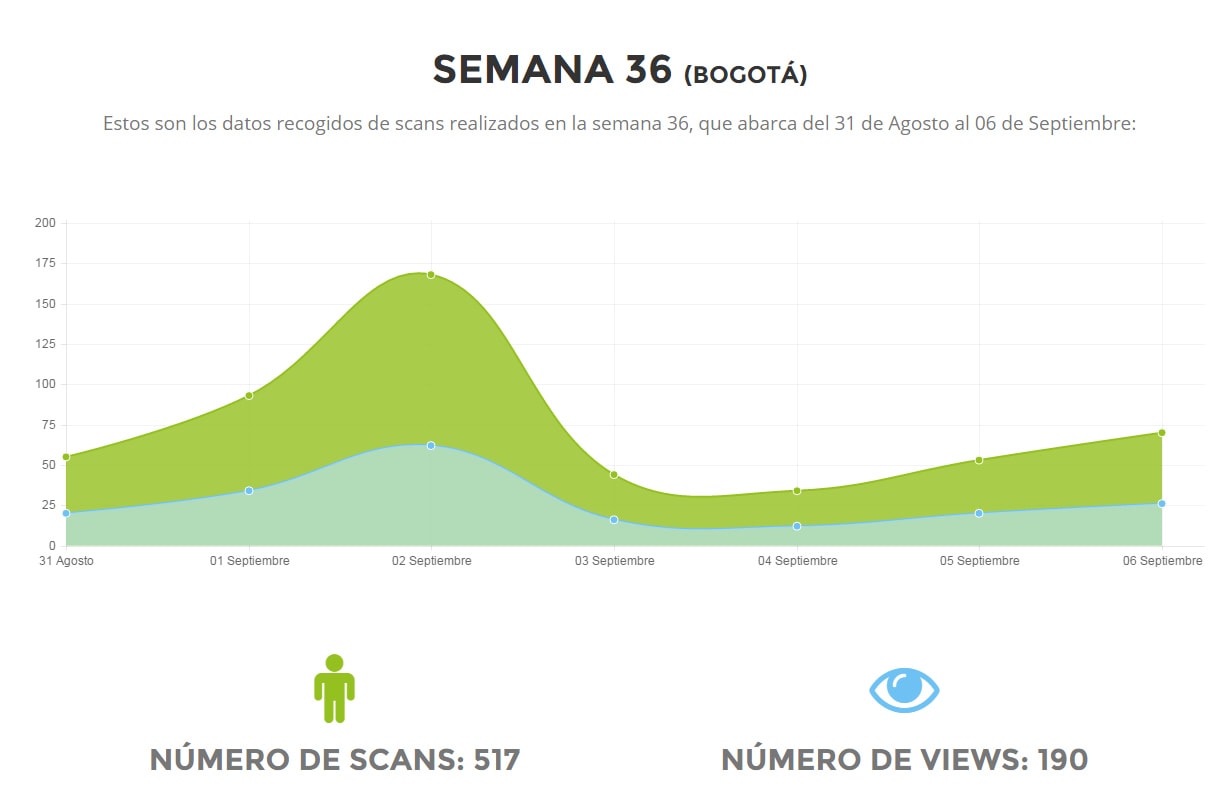 SEMANA 36 (BOGOTÁ)
Estos son los datos recogidos de scans realizados en la semana 36, que abarca del 31 de Agosto al 06 de Septiembre:
200
175
150
125
100
75
50
25
0
31 Agosto 01 Septiembre 02 Septiembre 03 Septiembre 04 Septiembre 05 Septiembre 06 Septiembre
NÚMERO DE SCANS: 517 NÚMERO DE VIEWS: 190